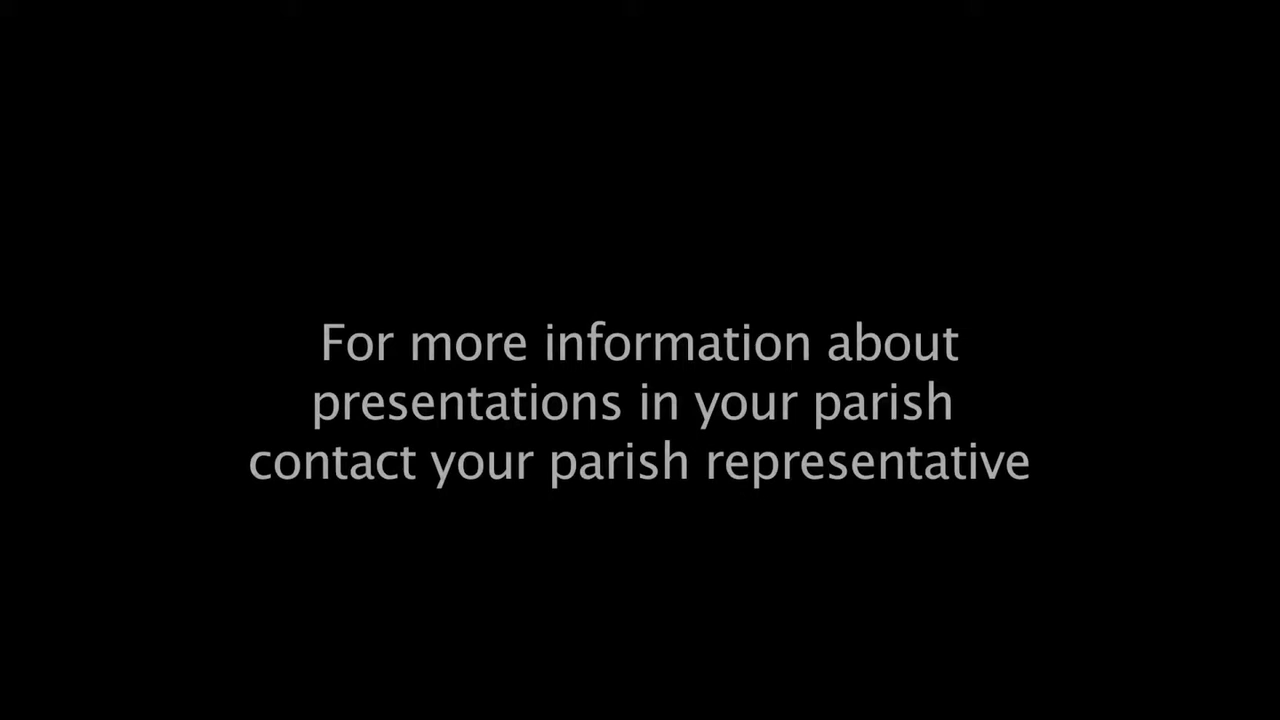 For more information about
presentations in your parish
contact your parish representative